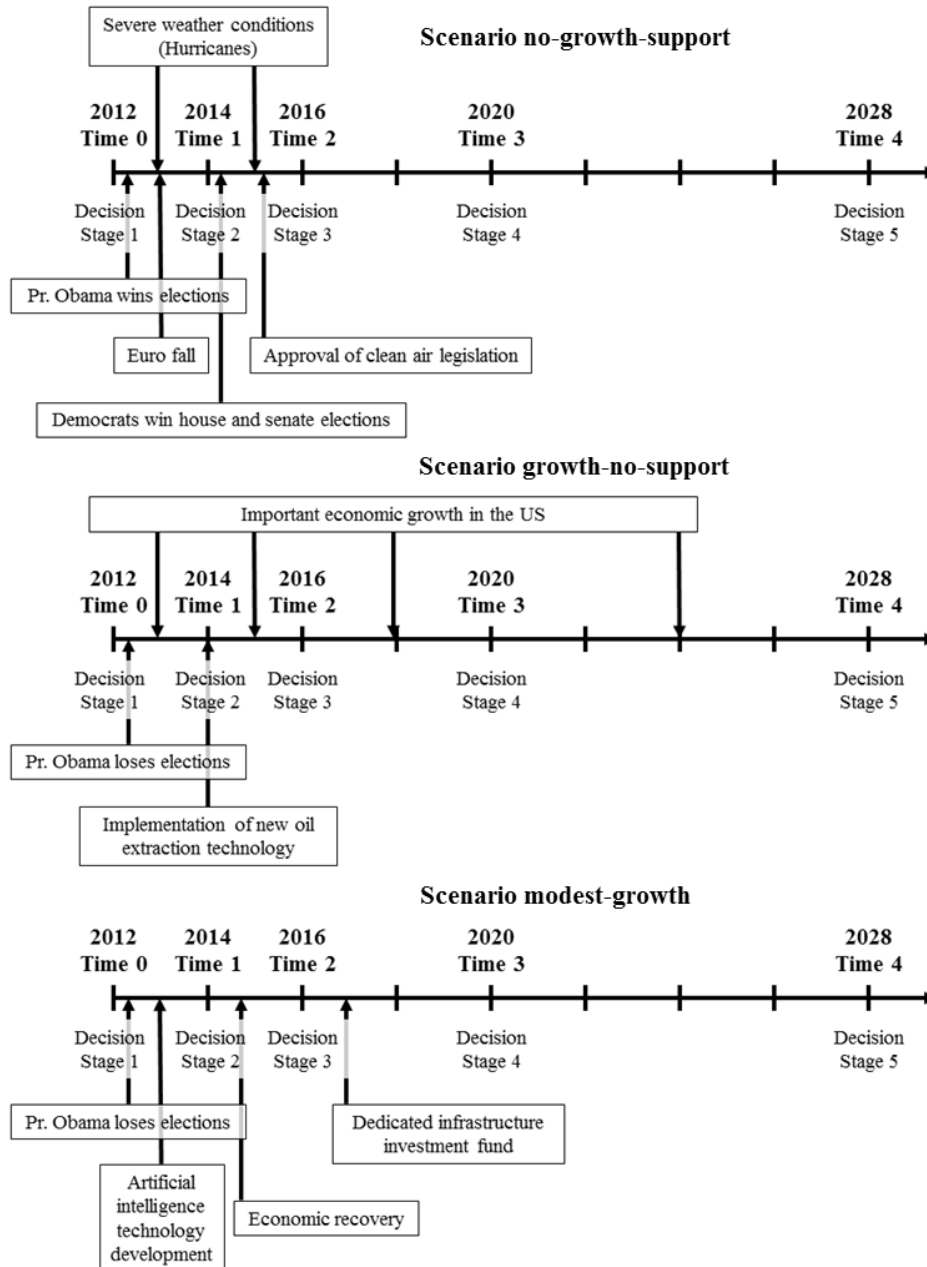 Severe weather conditions
(Hurricanes)
Scenario no-growth-support
2012 2014 2016 2020 2028
Time 0 Time 1 Time 2 Time 3 Time 4
Decision Decision Decision Decision Decision
Stage 1 Stage 2 Stage 3 Stage 4 Stage 5
Pr. Obama wins elections
Euro fall
Approval of clean air legislation
Democrats win house and senate elections
Scenario growth-no-support
Important economic growth in the US
2012 2014 2016 2020 2028
Time 0 Time 1 Time 2 Time 3 Time 4
Decision Decision Decision Decision Decision
Stage 1 Stage 2 Stage 3 Stage 4 Stage 5
Pr. Obama loses elections
Implementation of new oil
extraction technology
Scenario modest-growth
2012 2014 2016 2020 2028
Time 0 Time 1 Time 2 Time 3 Time 4
Decision Decision Decision Decision Decision
Stage 1 Stage 2 Stage 3 Stage 4 Stage 5
Pr. Obama loses elections
Dedicated infrastructure
investment fund
Artificial
intelligence
technology
development
Economic recovery